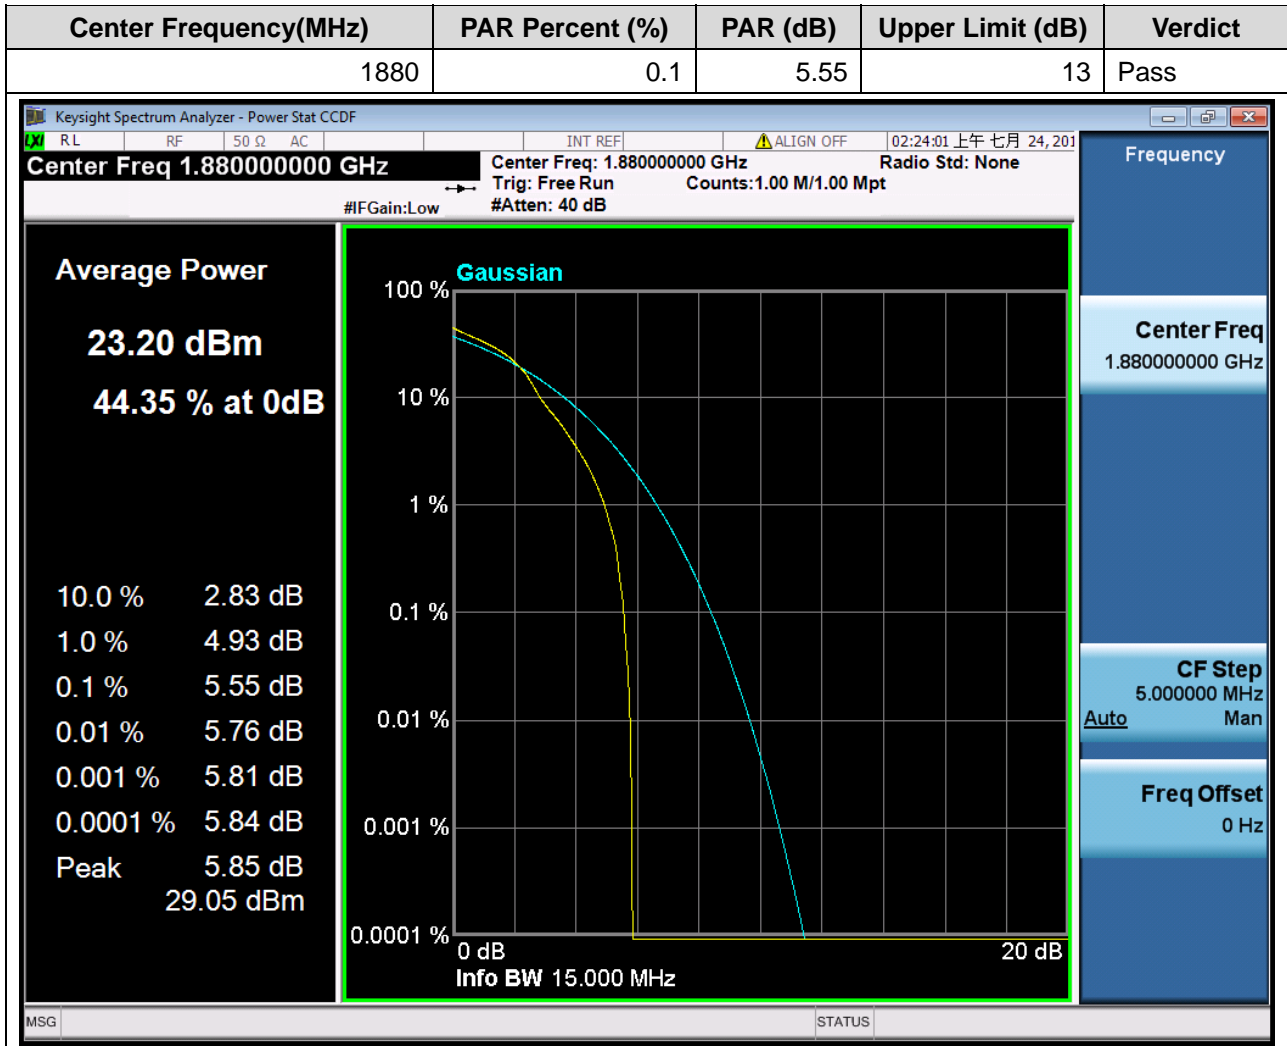 Center Frequency(MHz) PAR Percent (%) PAR (dB) Upper Limit (dB) Verdict
1880 0.1 5.55 13 Pass
Keysight Spectrum Analyzer - Power Stat CCDF
LXI RL RF 50 Ω AC INT REF ALIGN OFF 02:24:01 上午 七月 24, 201
Center Freq 1.880000000 GHz
Center Freq: 1.880000000 GHz Radio Std: None
Trig: Free Run Counts:1.00 M/1.00 Mpt
#IFGain:Low #Atten: 40 dB
Frequency
Average Power
23.20 dBm
44.35 % at 0dB
10.0 % 2.83 dB
1.0 % 4.93 dB
0.1 % 5.55 dB
0.01 % 5.76 dB
0.001 % 5.81 dB
0.0001 % 5.84 dB
Peak 5.85 dB
29.05 dBm
Gaussian
100 %
10 %
1 %
0.1 %
0.01 %
0.001 %
0.0001 %
0 dB 20 dB
Info BW 15.000 MHz
Center Freq
1.880000000 GHz
CF Step
5.000000 MHz
Auto Man
Freq Offset
0 Hz
MSG STATUS